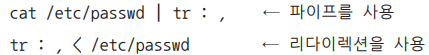 cat /etc/passwd | tr : , ← 파이프를 사용
tr : , < /etc/passwd ← 리다이렉션을 사용